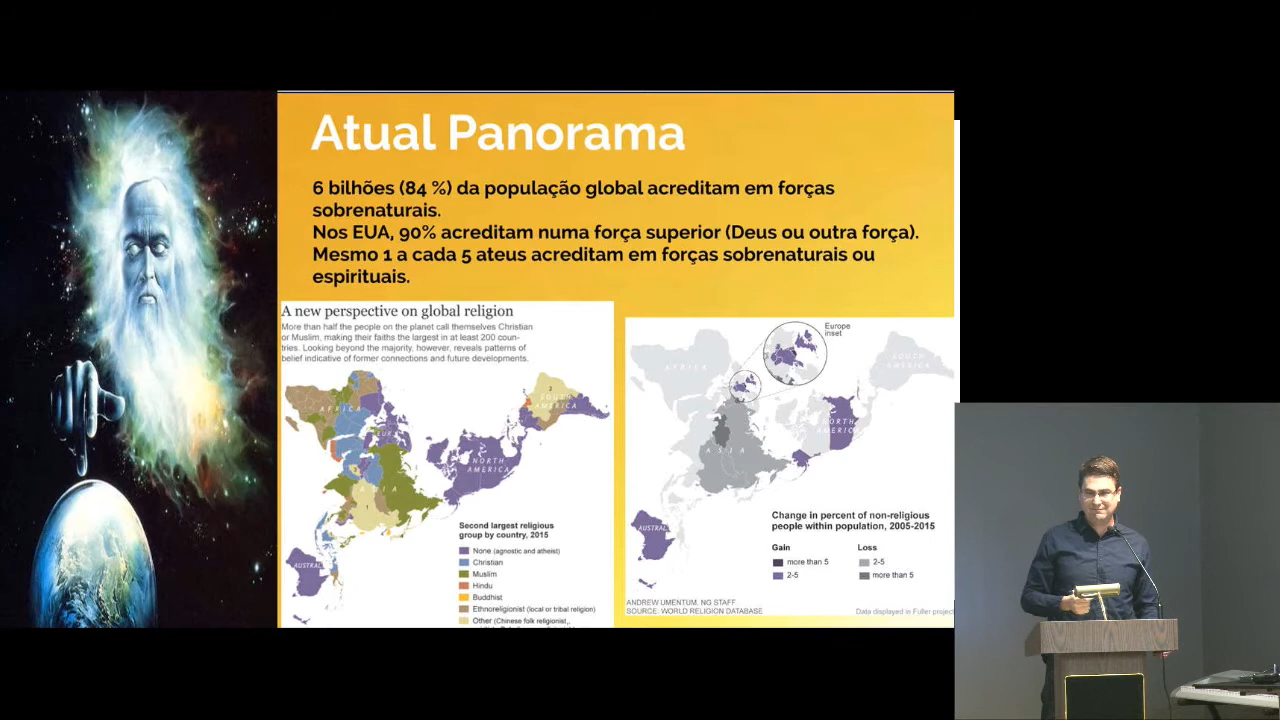 Atual Panorama
6 bilhões (84 %) da população global acreditam em forças
sobrenaturais.
Nos EUA, 90% acreditam numa força superior (Deus ou outra força).
Mesmo 1 a cada 5 ateus acreditam em forças sobrenaturais ou
espirituais.
A new perspective on global religion
More than half the people on the planet call themselves Christian
or Muslim, making their faiths the largest in at least 200 coun-
tries. Looking beyond the majority, however, reveals patterns of
belief indicative of former connections and future developments.
AFRICA
SOUTH
AMERICA
2
3
NORTH
AMERICA
ASIA
1
AUSTRAL
Second largest religious
group by country, 2015
None (agnostic and atheist)
Christian
Muslim
Hindu
Buddhist
Ethnoreligionist (local or tribal religion)
Other (Chinese folk religionist,
Europe
inset
AFRICA
SOUTH
AMERICA
NORTH
AMERICA
ASIA
AUSTRAL
Change in percent of non-religious
people within population, 2005-2015
Gain
Loss
more than 5
2-5
2-5
more than 5
ANDREW UMENTUM, NG STAFF
SOURCE: WORLD RELIGION DATABASE
Data displayed in Fuller project